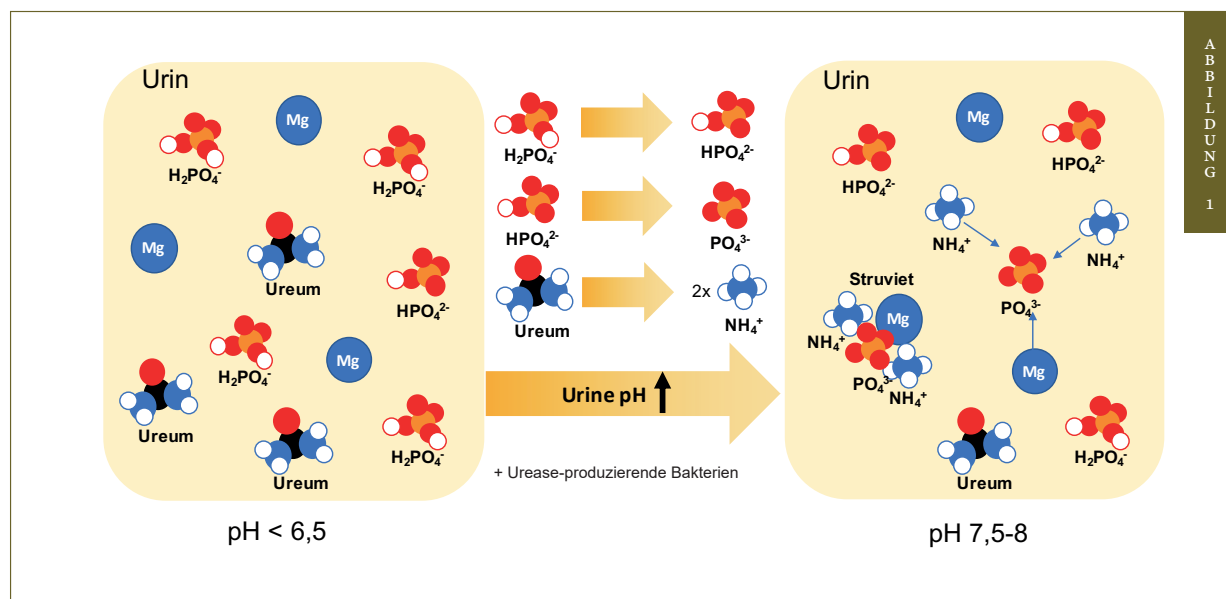 Urin
Mg
H₂PO₄⁻
H₂PO₄⁻
Mg
Ureum
HPO₄²⁻
H₂PO₄⁻
Mg
Ureum
Ureum
H₂PO₄⁻
pH < 6,5
H₂PO₄⁻
HPO₄²⁻
HPO₄²⁻
PO₄³⁻
Ureum
2x
NH₄⁺
Urine pH
+ Urease-produzierende Bakterien
Urin
Mg
HPO₄²⁻
HPO₄²⁻
NH₄⁺
NH₄⁺
Struviet
PO₄³⁻
Mg
NH₄⁺
PO₄³⁻
NH₄⁺
Mg
Ureum
H₂PO₄⁻
pH 7,5-8
ABBILDUNG 1